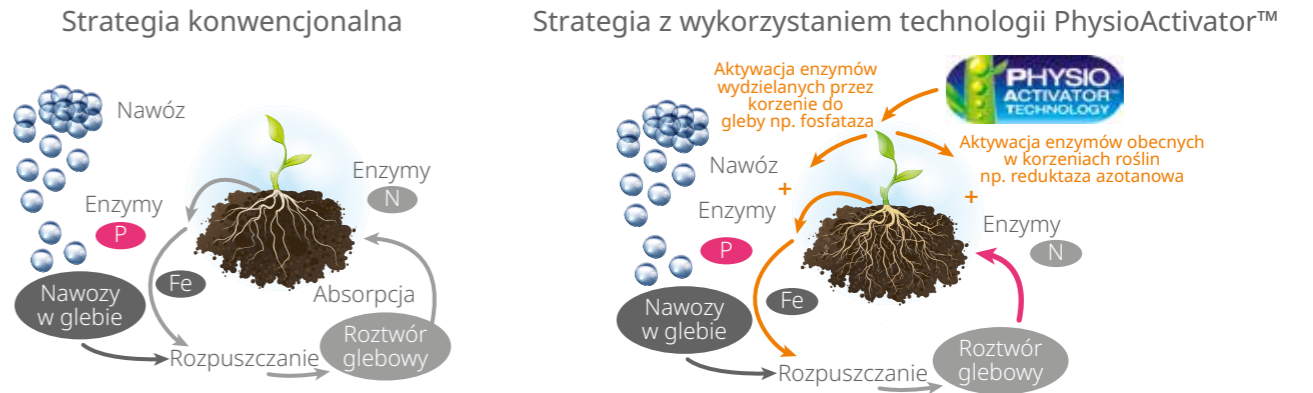 Strategia konwencjonalna
Nawóz
Enzymy
N
Enzymy
P
Fe
Nawozy
w glebie
Absorpcja
Roztwór
glebowy
Rozpuszczanie
Strategia z wykorzystaniem technologii PhysioActivator™
Aktywacja enzymów
wydzielanych przez
korzenie do
gleby np. fosfataza
PHYSIO
ACTIVATOR™
TECHNOLOGY
Aktywacja enzymów obecnych
w korzeniach roślin
np. reduktaza azotanowa
Nawóz
+
+
Enzymy
P
Enzymy
N
Fe
Nawozy
w glebie
Roztwór
glebowy
Rozpuszczanie